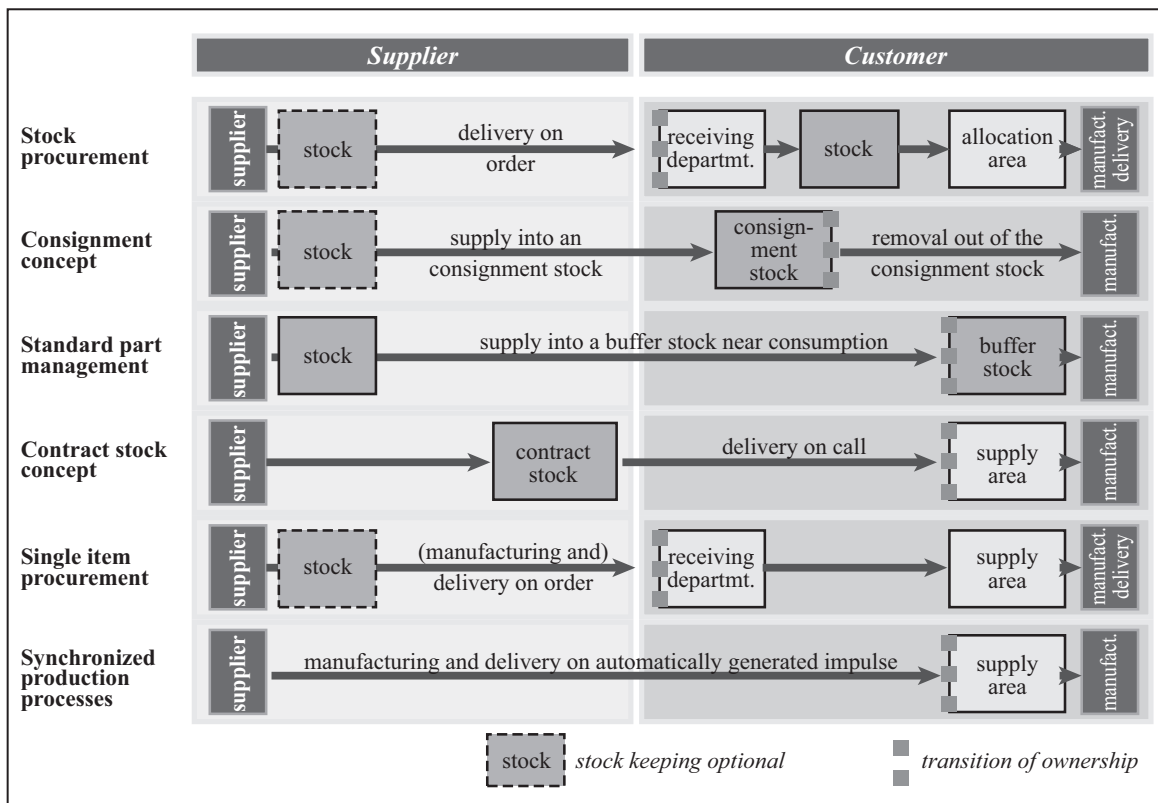 Supplier
Customer
Stock
procurement
supplier
stock
delivery on
order
receiving
departmt.
stock
allocation
area
manufact.
delivery
Consignment
concept
supplier
stock
supply into an
consignment stock
consign-
ment
stock
removal out of the
consignment stock
manufact.
Standard part
management
supplier
stock
supply into a buffer stock near consumption
buffer
stock
manufact.
Contract stock
concept
supplier
contract
stock
delivery on call
supply
area
manufact.
Single item
procurement
supplier
stock
(manufacturing and)
delivery on order
receiving
departmt.
supply
area
manufact.
delivery
Synchronized
production
processes
supplier
manufacturing and delivery on automatically generated impulse
supply
area
manufact.
stock
stock keeping optional
transition of ownership